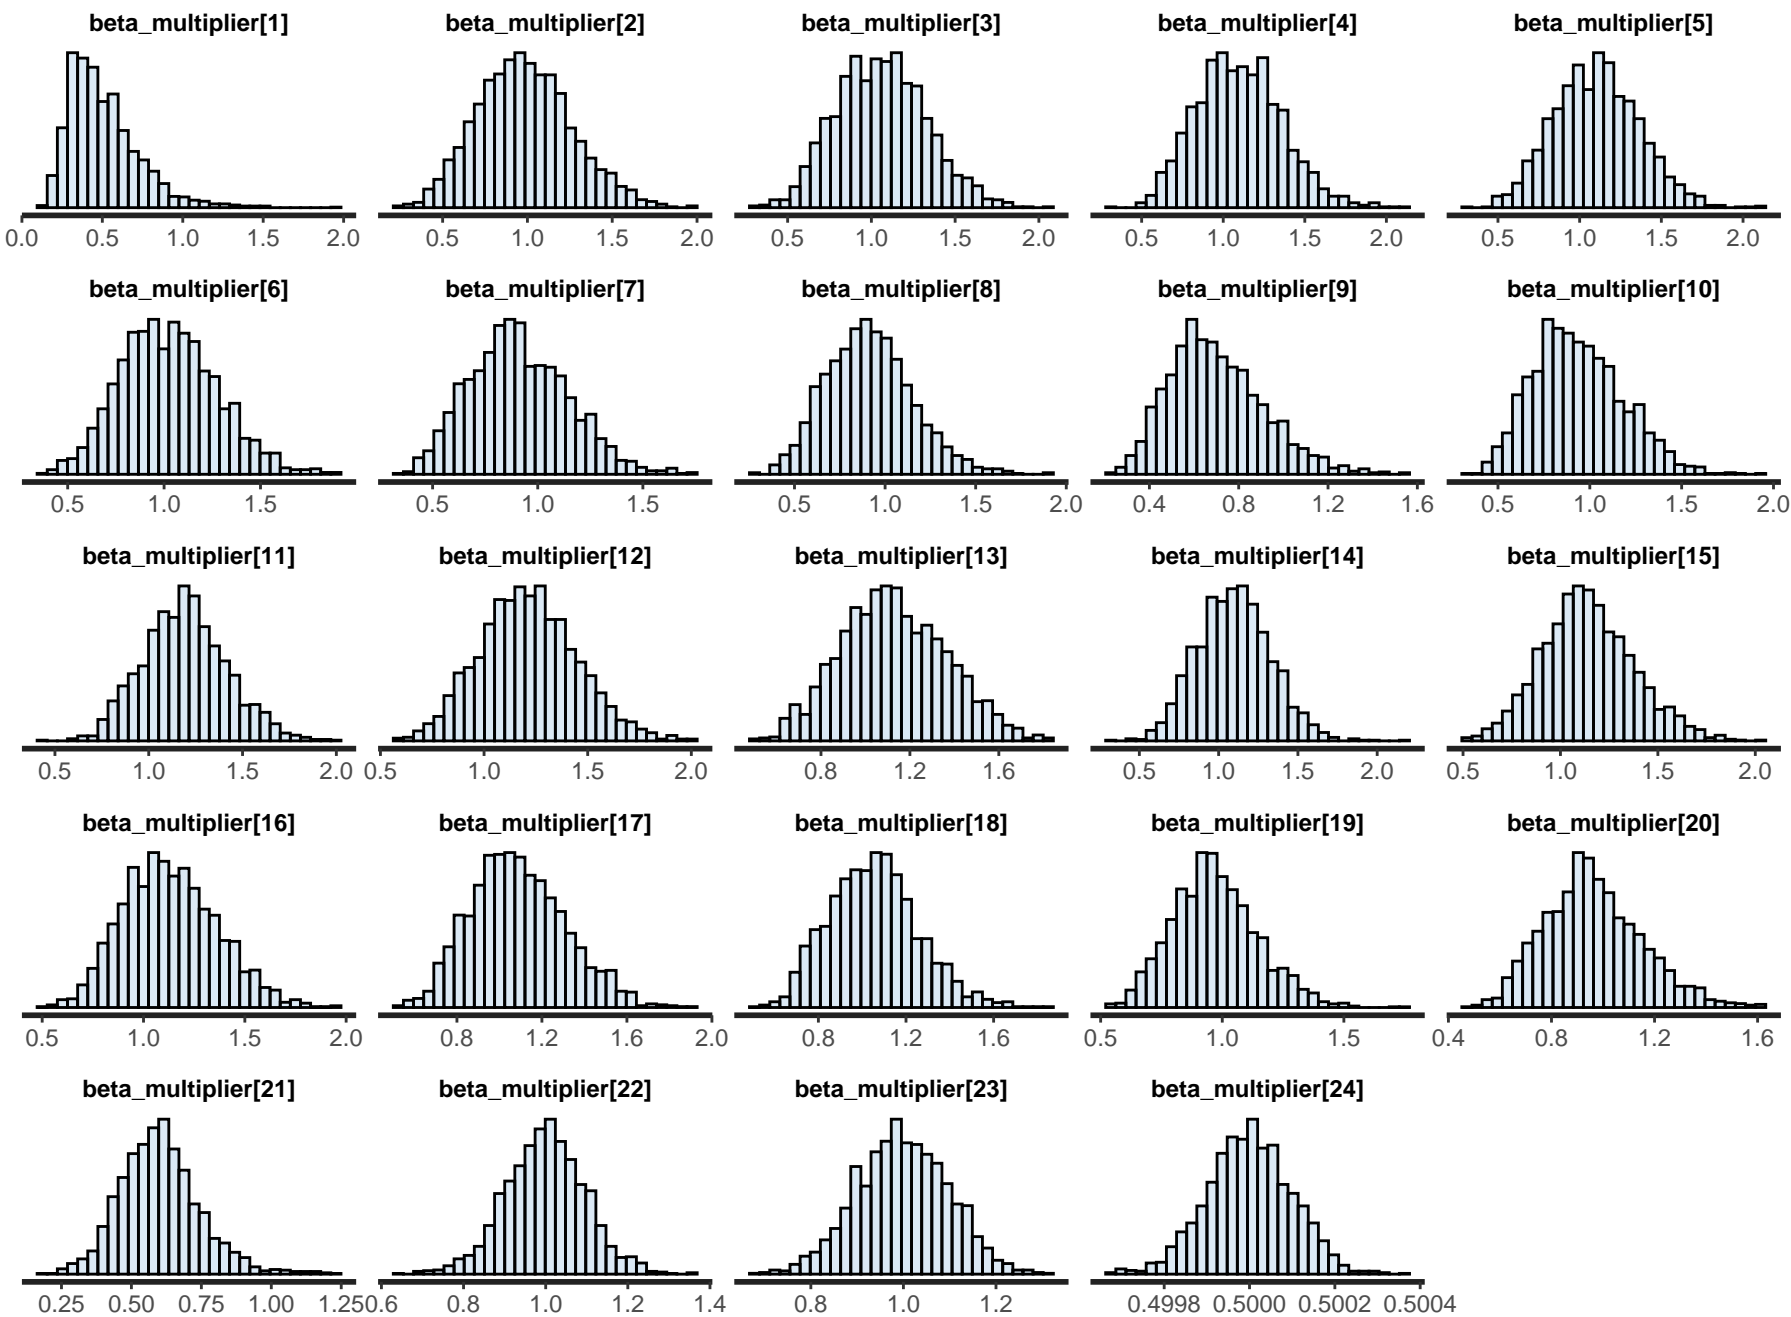 beta_multiplier[1] beta_multiplier[2] beta_multiplier[3] beta_multiplier[4] beta_multiplier[5]
0.0 0.5 1.0 1.5 2.0 0.5 1.0 1.5 2.0 0.5 1.0 1.5 2.0 0.5 1.0 1.5 2.0 0.5 1.0 1.5 2.0
beta_multiplier[6] beta_multiplier[7] beta_multiplier[8] beta_multiplier[9] beta_multiplier[10]
0.5 1.0 1.5 0.5 1.0 1.5 0.5 1.0 1.5 2.0 0.4 0.8 1.2 1.6 0.5 1.0 1.5 2.0
beta_multiplier[11] beta_multiplier[12] beta_multiplier[13] beta_multiplier[14] beta_multiplier[15]
0.5 1.0 1.5 2.0 0.5 1.0 1.5 2.0 0.8 1.2 1.6 0.5 1.0 1.5 2.0 0.5 1.0 1.5 2.0
beta_multiplier[16] beta_multiplier[17] beta_multiplier[18] beta_multiplier[19] beta_multiplier[20]
0.5 1.0 1.5 2.0 0.8 1.2 1.6 2.0 0.8 1.2 1.6 0.5 1.0 1.5 0.4 0.8 1.2 1.6
beta_multiplier[21] beta_multiplier[22] beta_multiplier[23] beta_multiplier[24]
0.25 0.50 0.75 1.00 1.25 0.6 0.8 1.0 1.2 1.4 0.8 1.0 1.2 0.4998 0.5000 0.5002 0.5004